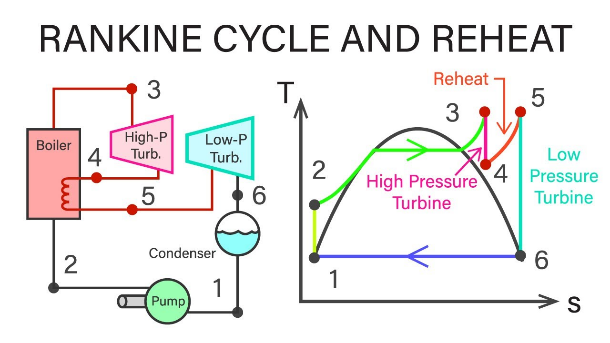 RANKINE CYCLE AND REHEAT
3
Boiler
High-P
Turb.
Low-P
Turb.
4
5
6
Condenser
2
1
Pump
T
Reheat
3
5
2
4
High Pressure
Turbine
Low
Pressure
Turbine
1
6
s